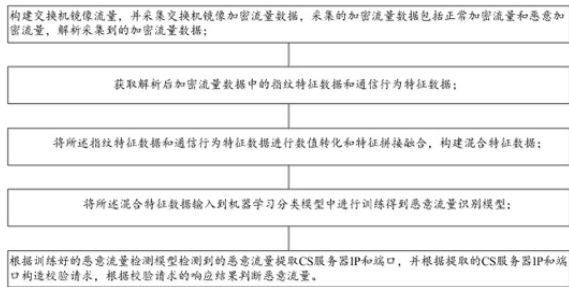 构建交换机镜像流量，并采集交换机镜像加密流量数据，采集的加密流量数据包括正常加密流量和恶意加
密流量，解析采集到的加密流量数据；
获取解析后加密流量数据中的指纹特征数据和通信行为特征数据；
将所述指纹特征数据和通信行为特征数据进行数值转化和特征拼接融合，构建混合特征数据；
将所述混合特征数据输入到机器学习分类模型中进行训练得到恶意流量识别模型；
根据训练好的恶意流量检测模型检测到的恶意流量提取CS服务器IP和端口，并根据提取的CS服务器IP和端
口构造校验请求，根据校验请求的响应结果判断恶意流量。